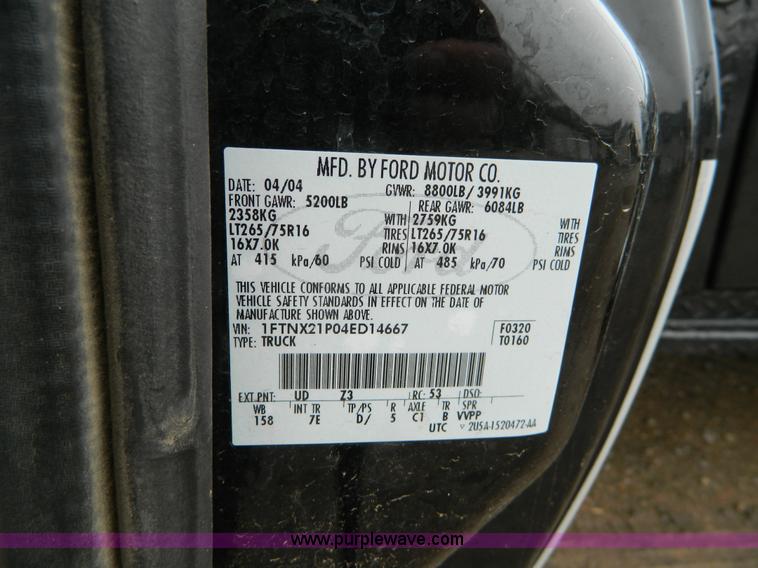 MFD. BY FORD MOTOR CO.
DATE: 04/04 GVWR: 8800LB/ 3991KG
FRONT GAWR: 5200LB REAR GAWR: 6084LB
2358KG WITH 2759KG WITH
LT265/75R16 TIRES LT265/75R16 TIRES
16X7.0K RIMS 16X7.0K RIMS
AT 415 kPa/60 PSI COLD AT 485 kPa/70 PSI COLD
Ford
THIS VEHICLE CONFORMS TO ALL APPLICABLE FEDERAL MOTOR
VEHICLE SAFETY STANDARDS IN EFFECT ON THE DATE OF
MANUFACTURE SHOWN ABOVE.
VIN: 1FTNX21P04ED14667 F0320
TYPE: TRUCK T0160
EXT PNT: UD Z3 RC: 53 DSO:
WB INT TR TP/PS R AXLE TR SPR
158 7E D/ 5 C1 B VVPP
UTC 2U5A-1520472-AA
www.purplewave.com